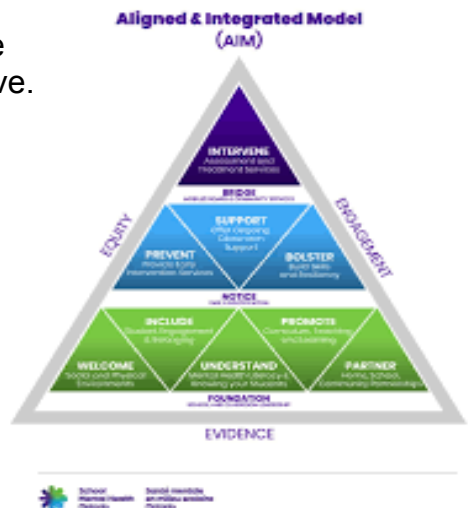 Aligned & Integrated Model
(AIM)
e
ve.
INTERVENE
Assessment and
Treatment Services
BRIDGE
EQUITY
ENGAGEMENT
SUPPORT
Offer Ongoing
Classroom
Support
PREVENT
Provide Early
Intervention Services
BOLSTER
Build Skills
and Resiliency
NOTICE
INCLUDE
Student Engagement
& Belonging
PROMOTE
Curriculum, Teaching
and Learning
WELCOME
Social and Physical
Environments
UNDERSTAND
Mental Health Literacy &
Knowing your Students
PARTNER
Home, School,
Community Partnerships
FOUNDATION
EVIDENCE
School
Mental Health
Ontario
Santé mentale
en milieu scolaire
Ontario